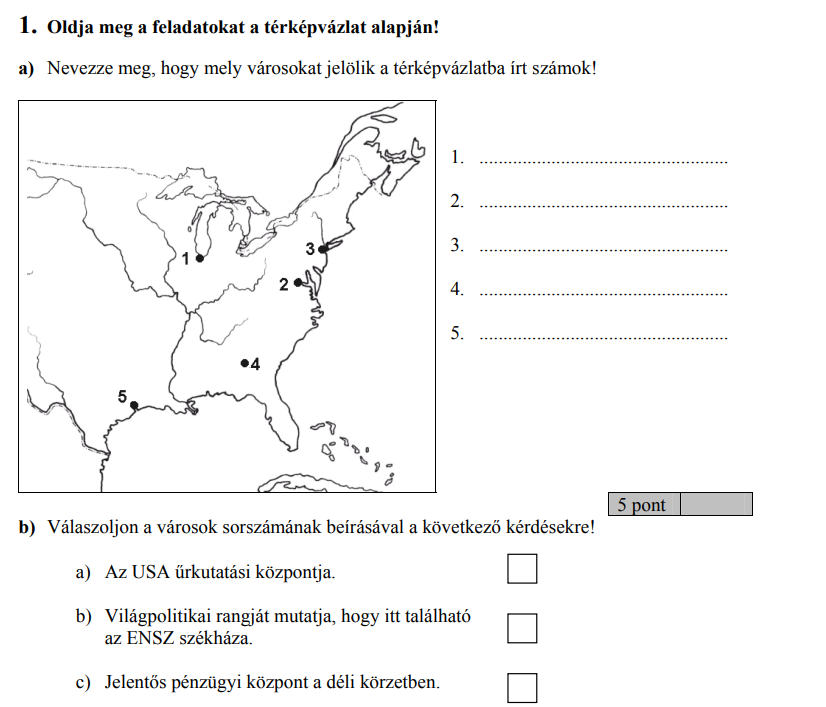 1. Oldja meg a feladatokat a térképvázlat alapján!
a) Nevezze meg, hogy mely városokat jelölik a térképvázlatba írt számok!
1
2
3
4
5
1. ..................................................
2. ..................................................
3. ..................................................
4. ..................................................
5. ..................................................
5 pont
b) Válaszoljon a városok sorszámának beírásával a következő kérdésekre!
a) Az USA űrkutatási központja.
b) Világpolitikai rangját mutatja, hogy itt található
az ENSZ székháza.
c) Jelentős pénzügyi központ a déli körzetben.